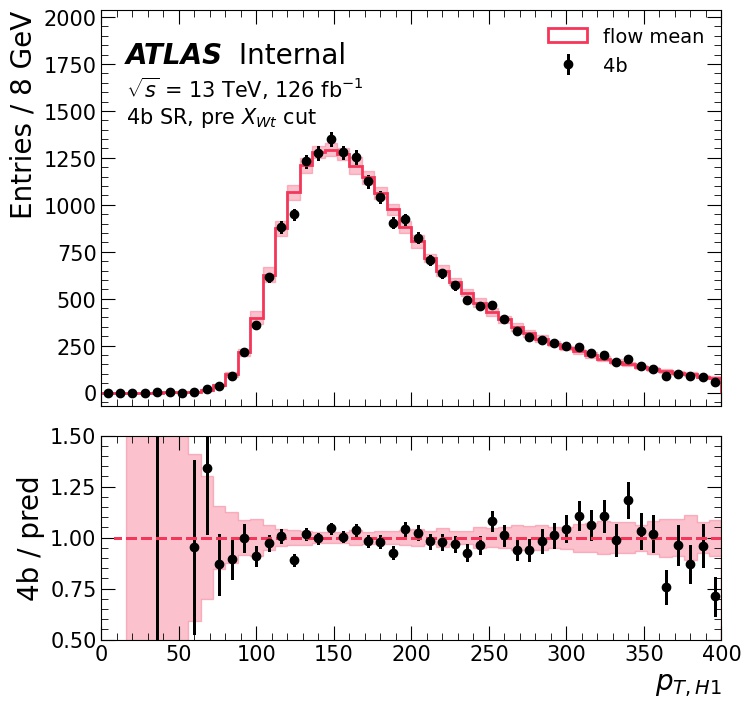 Entries / 8 GeV
2000
1750
1500
1250
1000
750
500
250
0
ATLAS Internal
√s = 13 TeV, 126 fb⁻¹
4b SR, pre X_Wt cut
flow mean
4b
4b / pred
1.50
1.25
1.00
0.75
0.50
0 50 100 150 200 250 300 350 400
p_T,H1